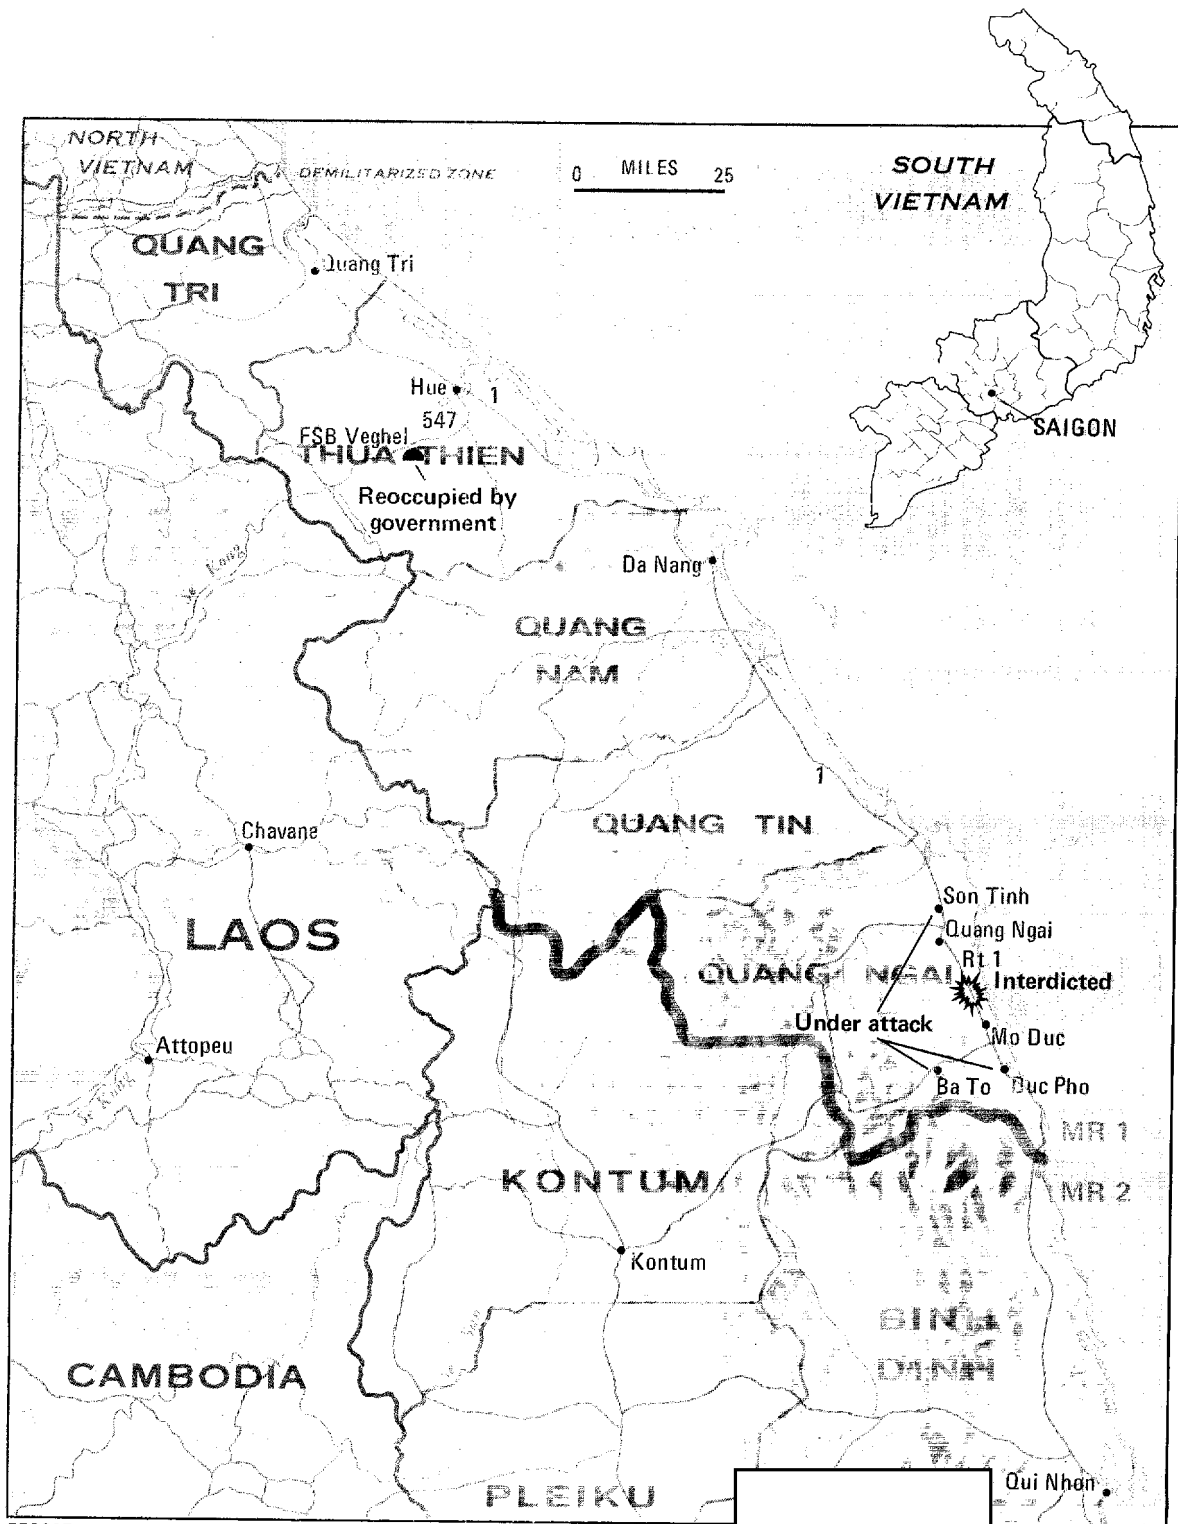 NORTH
VIETNAM
DEMILITARIZED ZONE
0 MILES 25
SOUTH
VIETNAM
QUANG
TRI
Quang Tri
Hue
1
547
FSB Veghel
THUA THIEN
Reoccupied by
government
SAIGON
Da Nang
QUANG
NAM
1
QUANG TIN
Chavane
LAOS
Son Tinh
Quang Ngai
Rt 1
Interdicted
QUANG NGAI
Under attack
Mo Duc
Attopeu
Ba To
Duc Pho
MR 1
KONTUM
MR 2
Kontum
BINH
DINH
CAMBODIA
PLEIKU
Qui Nhon